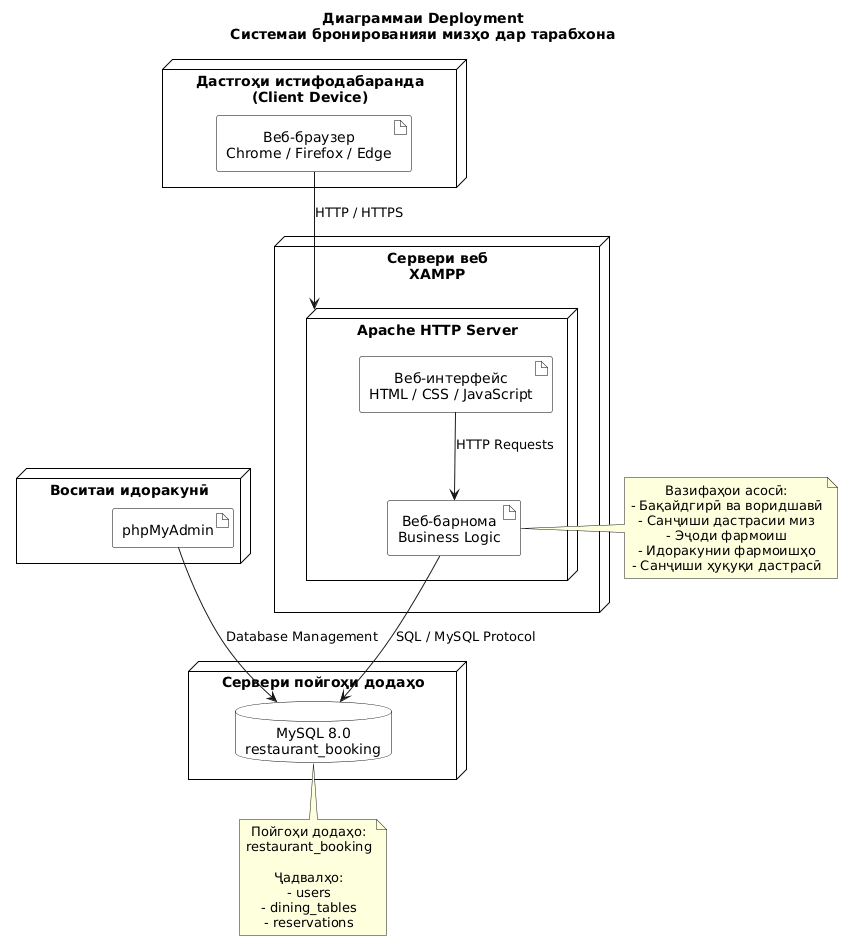 Диаграммаи Deployment
Системаи бронированияи мизҳо дар тарабхона
Дастгоҳи истифодабаранда
(Client Device)
Веб-браузер
Chrome / Firefox / Edge
HTTP / HTTPS
Сервери веб
XAMPP
Apache HTTP Server
Веб-интерфейс
HTML / CSS / JavaScript
HTTP Requests
Воситаи идоракунӣ
phpMyAdmin
Веб-барнома
Business Logic
Вазифаҳои асосӣ:
- Бақайдгирӣ ва воридшавӣ
- Санҷиши дастрасии миз
- Эҷоди фармоиш
- Идоракунии фармоишҳо
- Санҷиши ҳуқуқи дастрасӣ
Database Management
SQL / MySQL Protocol
Сервери пойгоҳи додаҳо
MySQL 8.0
restaurant_booking
Пойгоҳи додаҳо:
restaurant_booking
Ҷадвалҳо:
- users
- dining_tables
- reservations